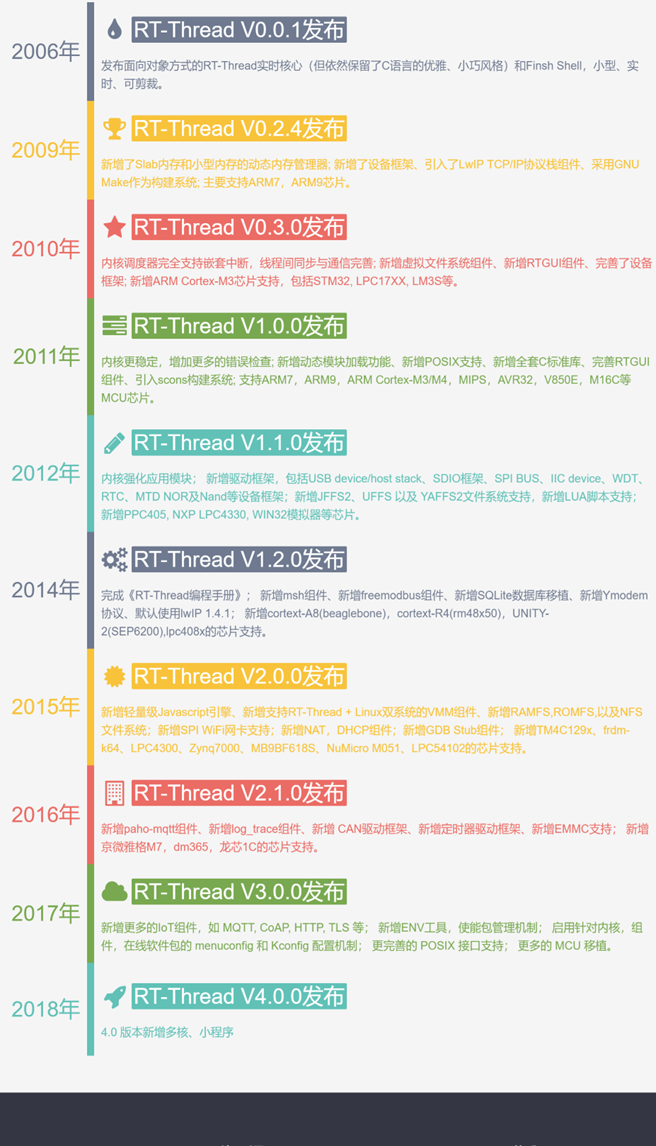 RT-Thread V0.0.1发布
2006年
发布面向对象方式的RT-Thread实时核心（但依然保留了C语言的优雅、小巧风格）和Finsh Shell，小型、实
时、可剪裁。
RT-Thread V0.2.4发布
2009年
新增了Slab内存和小型内存的动态内存管理器; 新增了设备框架、引入了LwIP TCP/IP协议栈组件、采用GNU
Make作为构建系统; 主要支持ARM7，ARM9芯片。
RT-Thread V0.3.0发布
2010年
内核调度器完全支持嵌套中断，线程间同步与通信完善; 新增虚拟文件系统组件、新增RTGUI组件、完善了设备
框架; 新增ARM Cortex-M3芯片支持，包括STM32, LPC17XX, LM3S等。
RT-Thread V1.0.0发布
2011年
内核更稳定，增加更多的错误检查; 新增动态模块加载功能、新增POSIX支持、新增全套C标准库、完善RTGUI
组件、引入scons构建系统; 支持ARM7，ARM9，ARM Cortex-M3/M4，MIPS，AVR32，V850E，M16C等
MCU芯片。
RT-Thread V1.1.0发布
2012年
内核强化应用模块； 新增驱动框架，包括USB device/host stack、SDIO框架、SPI BUS、IIC device、WDT、
RTC、MTD NOR及Nand等设备框架；新增JFFS2、UFFS 以及 YAFFS2文件系统支持，新增LUA脚本支持；
新增PPC405, NXP LPC4330, WIN32模拟器等芯片。
RT-Thread V1.2.0发布
2014年
完成《RT-Thread编程手册》； 新增msh组件、新增freemodbus组件、新增SQLite数据库移植、新增Ymodem
协议、默认使用lwIP 1.4.1； 新增cortext-A8(beaglebone)，cortext-R4(rm48x50)，UNITY-
2(SEP6200),lpc408x的芯片支持。
RT-Thread V2.0.0发布
2015年
新增轻量级Javascript引擎、新增支持RT-Thread + Linux双系统的VMM组件、新增RAMFS,ROMFS,以及NFS
文件系统；新增SPI WiFi网卡支持；新增NAT，DHCP组件；新增GDB Stub组件； 新增TM4C129x、frdm-
k64、LPC4300、Zynq7000、MB9BF618S、NuMicro M051、LPC54102的芯片支持。
RT-Thread V2.1.0发布
2016年
新增paho-mqtt组件、新增log_trace组件、新增 CAN驱动框架、新增定时器驱动框架、新增EMMC支持； 新增
京微雅格M7，dm365，龙芯1C的芯片支持。
RT-Thread V3.0.0发布
2017年
新增更多的IoT组件，如 MQTT, CoAP, HTTP, TLS 等； 新增ENV工具，使能包管理机制； 启用针对内核，组
件，在线软件包的 menuconfig 和 Kconfig 配置机制； 更完善的 POSIX 接口支持； 更多的 MCU 移植。
RT-Thread V4.0.0发布
2018年
4.0 版本新增多核、小程序